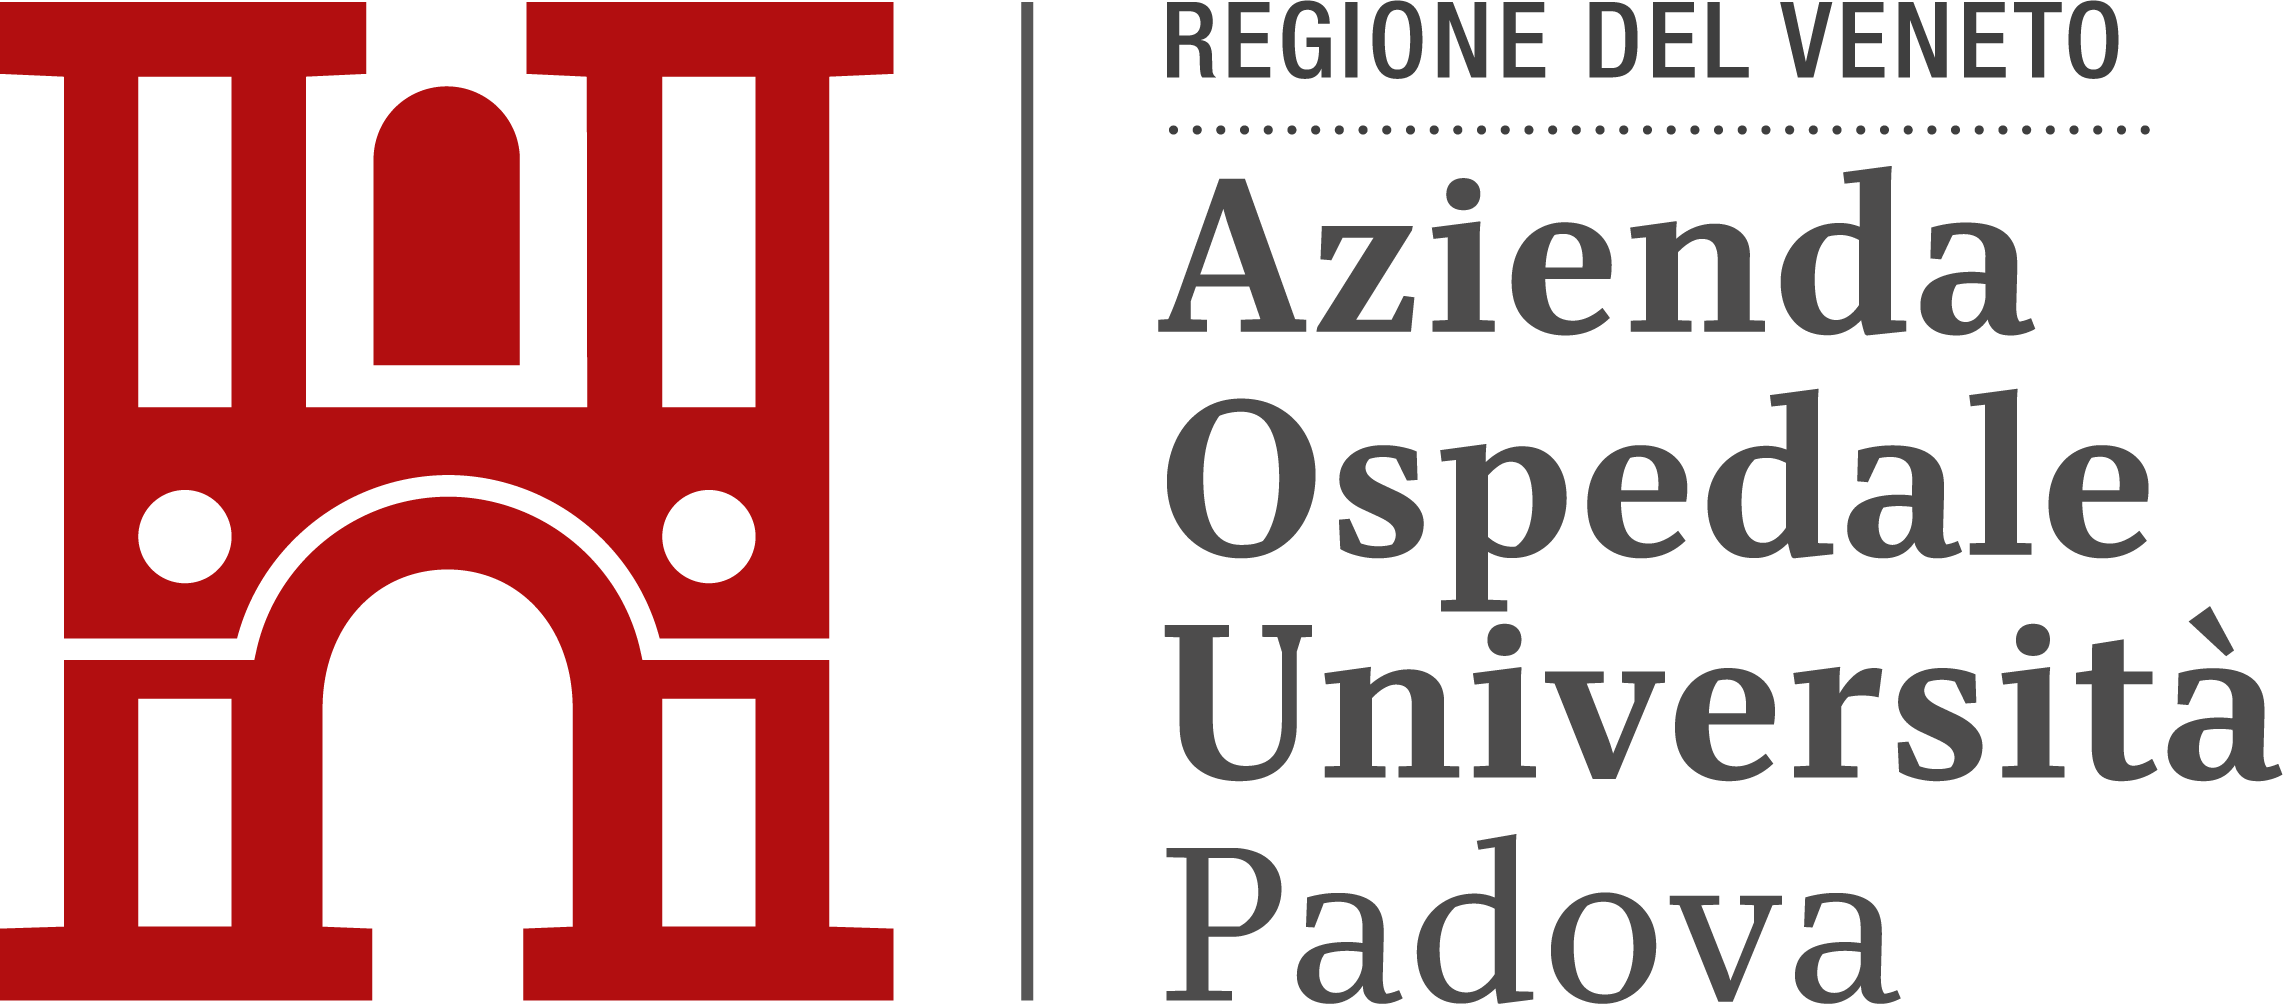 REGIONE DEL VENETO
Azienda
Ospedale
Università
Padova